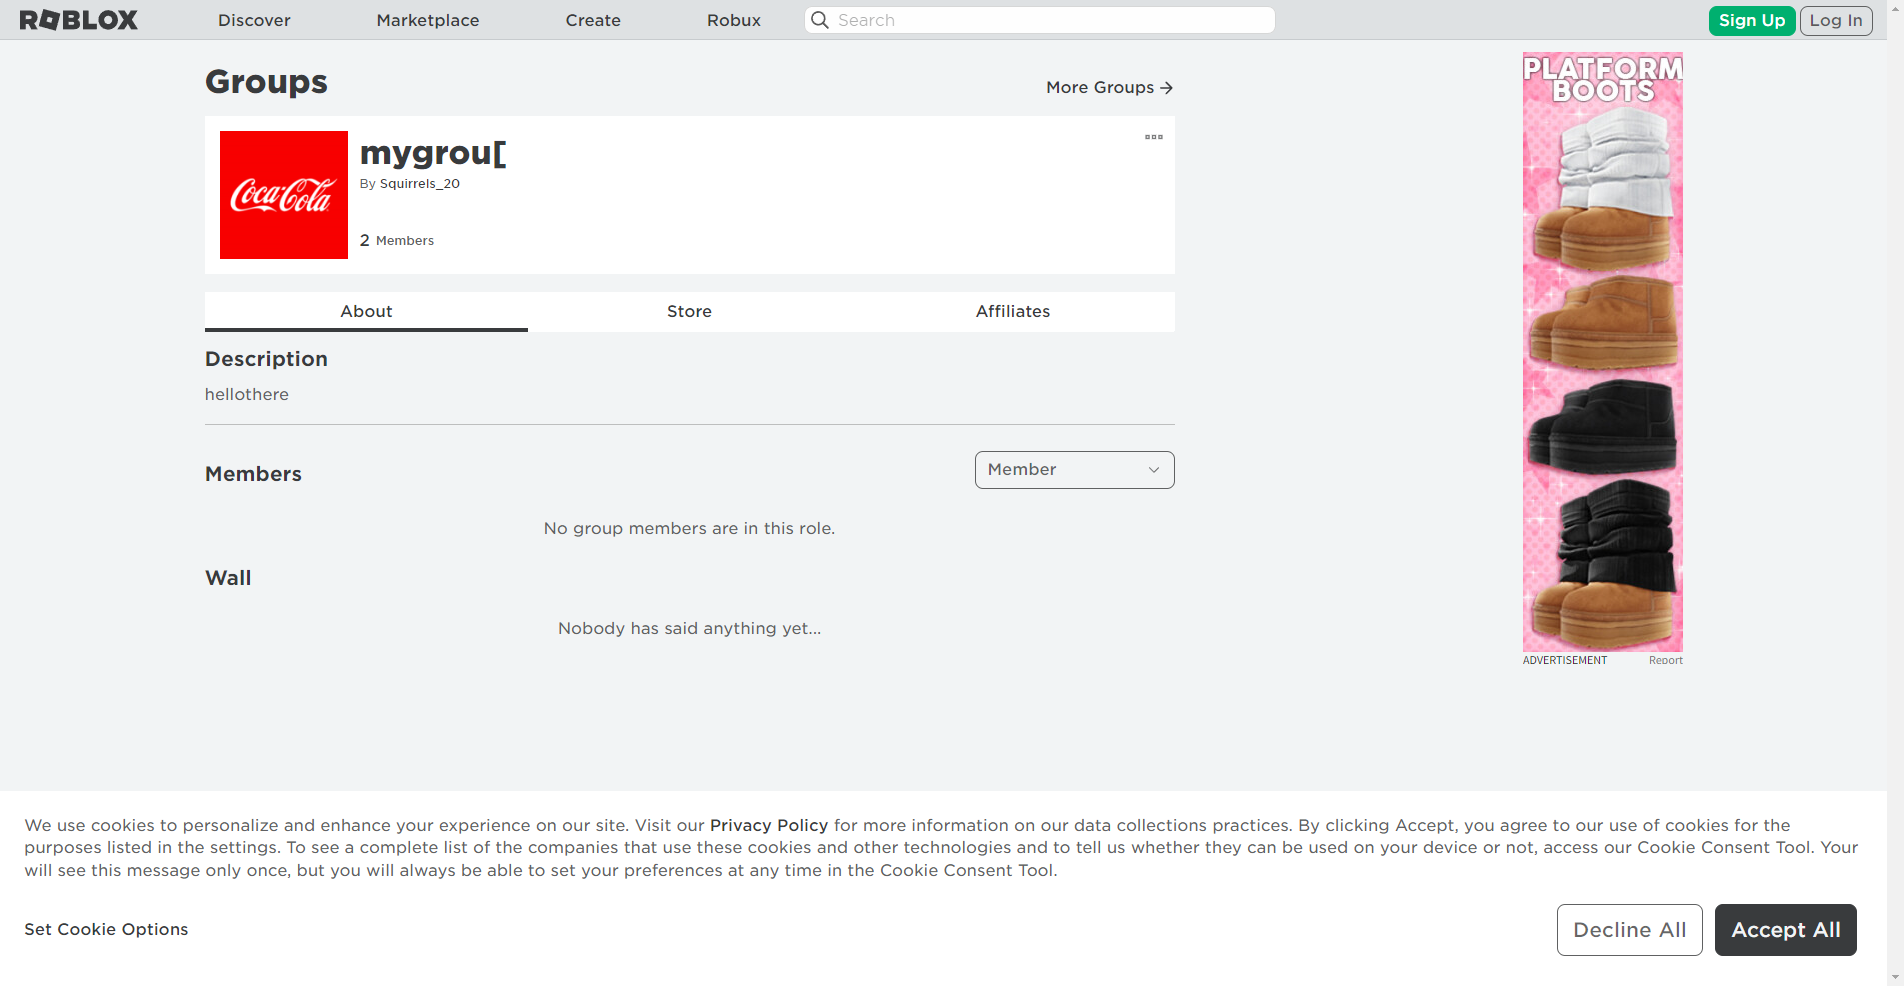 ROBLOX
Discover
Marketplace
Create
Robux
Search
Sign Up
Log In
Groups
More Groups
Coca-Cola
mygrou[
By Squirrels_20
2 Members
About
Store
Affiliates
Description
hellothere
Members
Member
No group members are in this role.
Wall
Nobody has said anything yet...
PLATFORM
BOOTS
ADVERTISEMENT
Report
We use cookies to personalize and enhance your experience on our site. Visit our Privacy Policy for more information on our data collections practices. By clicking Accept, you agree to our use of cookies for the
purposes listed in the settings. To see a complete list of the companies that use these cookies and other technologies and to tell us whether they can be used on your device or not, access our Cookie Consent Tool. Your
will see this message only once, but you will always be able to set your preferences at any time in the Cookie Consent Tool.
Set Cookie Options
Decline All
Accept All